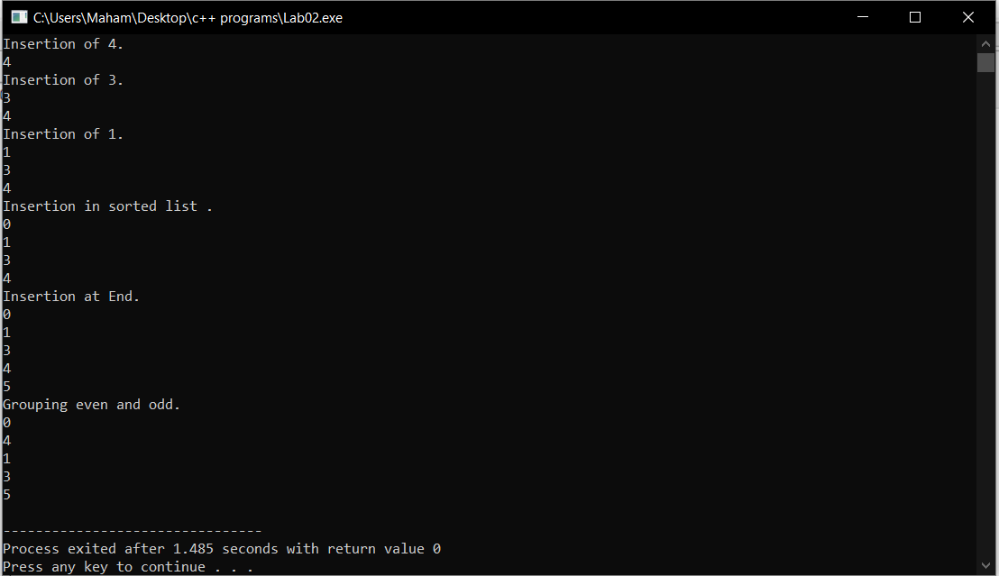 C:\Users\Maham\Desktop\c++ programs\Lab02.exe
Insertion of 4.
4
Insertion of 3.
3
4
Insertion of 1.
1
3
4
Insertion in sorted list .
0
1
3
4
Insertion at End.
0
1
3
4
5
Grouping even and odd.
0
4
1
3
5
--------------------------------
Process exited after 1.485 seconds with return value 0
Press any key to continue . . .